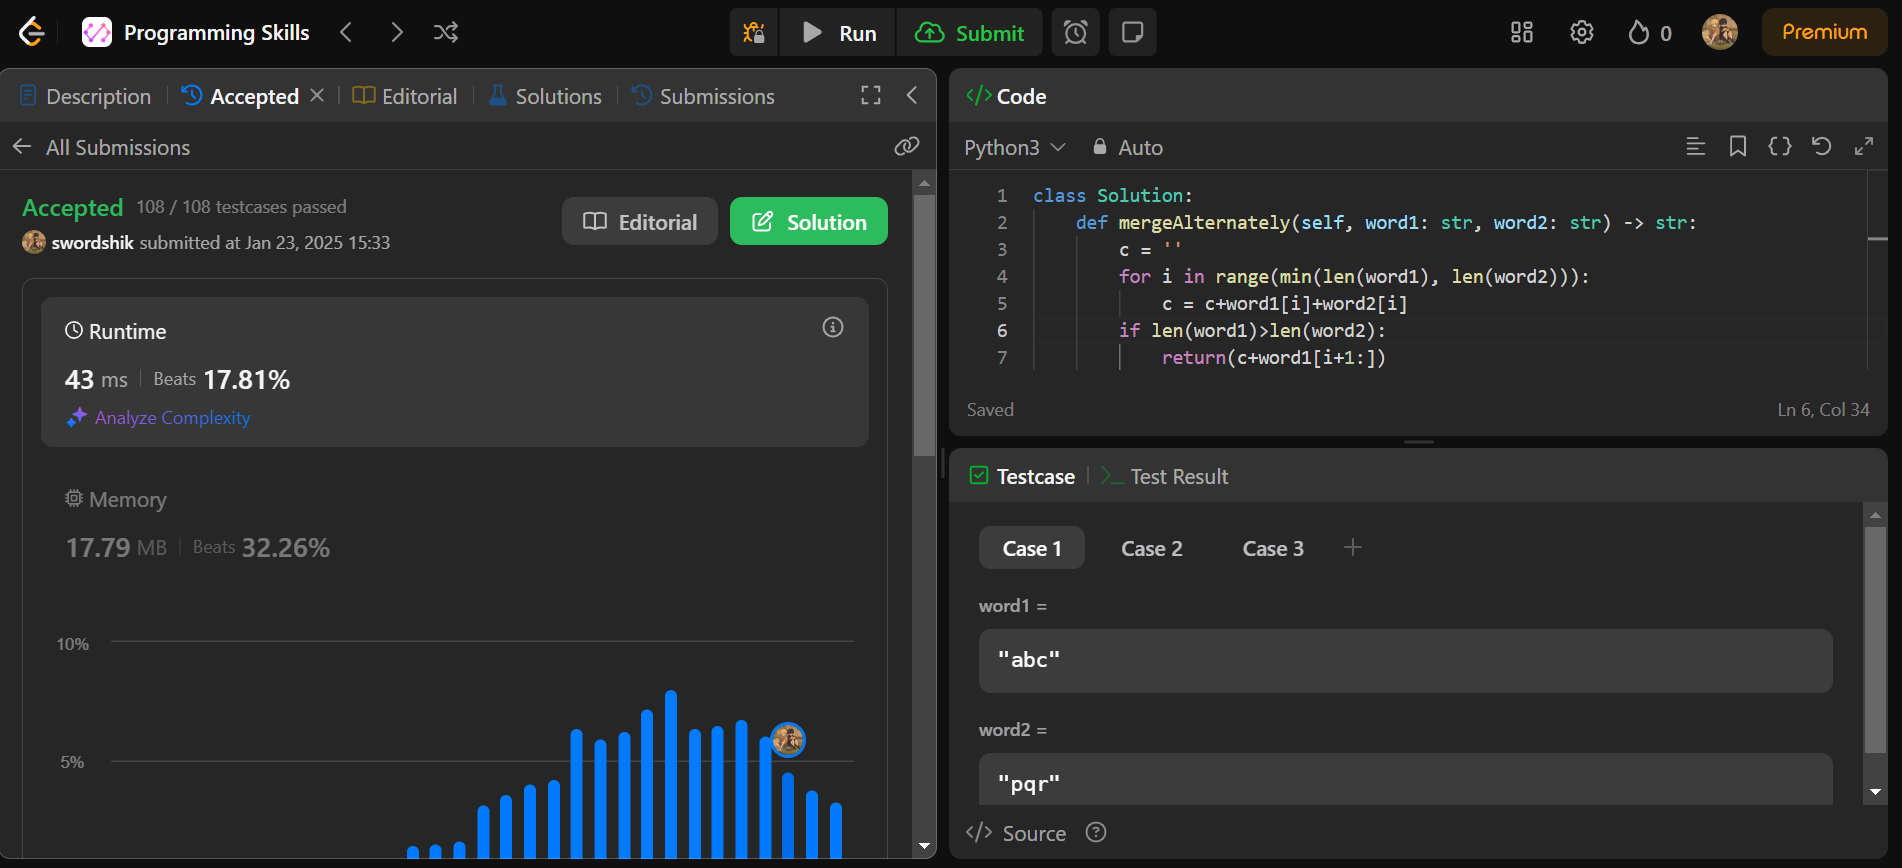 Programming Skills
Run
Submit
0
Premium
Description
Accepted
Editorial
Solutions
Submissions
All Submissions
Accepted 108 / 108 testcases passed
swordshik submitted at Jan 23, 2025 15:33
Editorial
Solution
Runtime
43 ms
Beats 17.81%
Analyze Complexity
Memory
17.79 MB
Beats 32.26%
10%
5%
</> Code
Python3
Auto
1 class Solution:
2 def mergeAlternately(self, word1: str, word2: str) -> str:
3 c = ''
4 for i in range(min(len(word1), len(word2))):
5 c = c+word1[i]+word2[i]
6 if len(word1)>len(word2):
7 return(c+word1[i+1:])
Saved
Ln 6, Col 34
Testcase
Test Result
Case 1
Case 2
Case 3
word1 =
"abc"
word2 =
"pqr"
</> Source